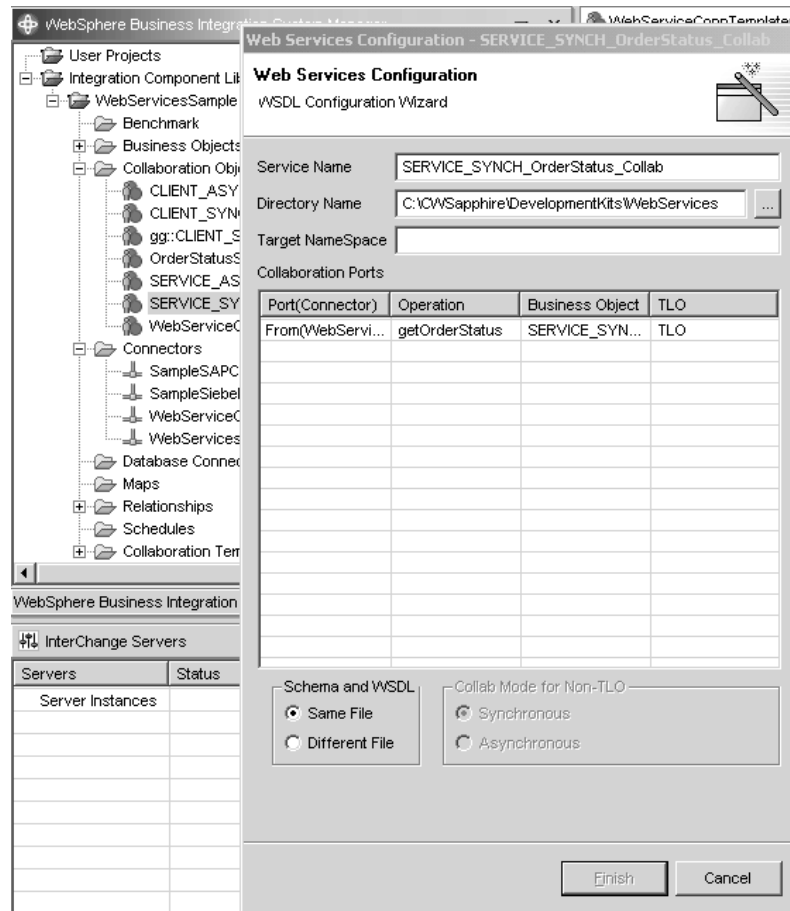 WebSphere Business Integra
WebServiceConnTemplate
Web Services Configuration - SERVICE_SYNCH_OrderStatus_Collab
User Projects
Integration Component Lib
WebServicesSample
Benchmark
Business Objects
Collaboration Obj
CLIENT_ASY
CLIENT_SYN
gg::CLIENT_S
OrderStatusS
SERVICE_AS
SERVICE_SY
WebServiceC
Connectors
SampleSAPC
SampleSiebel
WebServiceC
WebServices
Database Connec
Maps
Relationships
Schedules
Collaboration Tem
WebSphere Business Integration
InterChange Servers
Servers Status
Server Instances
Web Services Configuration
WSDL Configuration Wizard
Service Name SERVICE_SYNCH_OrderStatus_Collab
Directory Name C:\CWSapphire\DevelopmentKits\WebServices ...
Target NameSpace
Collaboration Ports
Port(Connector) Operation Business Object TLO
From(WebServi... getOrderStatus SERVICE_SYN... TLO
Schema and WSDL Collab Mode for Non-TLO
Same File Synchronous
Different File Asynchronous
Finish Cancel